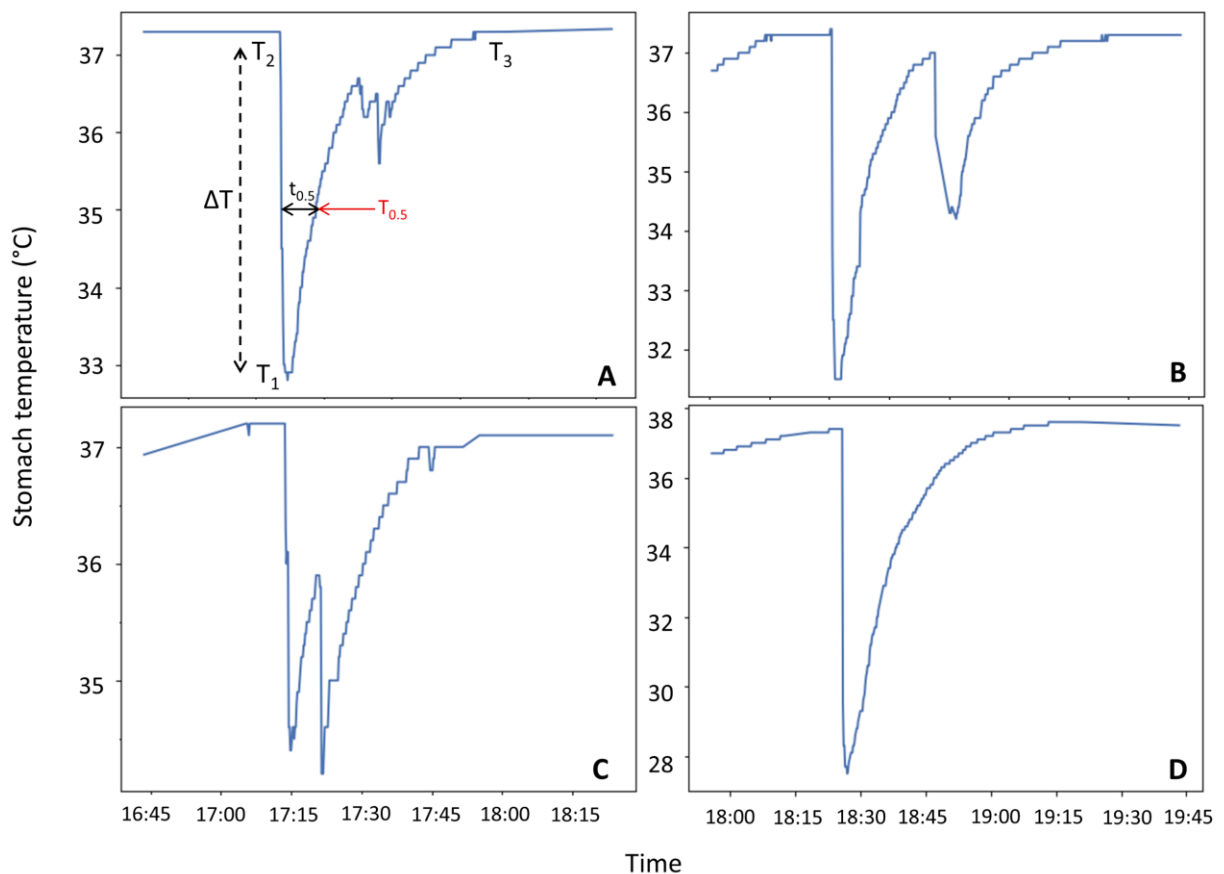 Stomach temperature (°C)
37
36
35
34
33
T₂
T₃
ΔT
t₀.₅
T₀.₅
T₁
A
37
36
35
34
33
32
B
37
36
35
C
16:45 17:00 17:15 17:30 17:45 18:00 18:15
38
36
34
32
30
28
D
18:00 18:15 18:30 18:45 19:00 19:15 19:30 19:45
Time